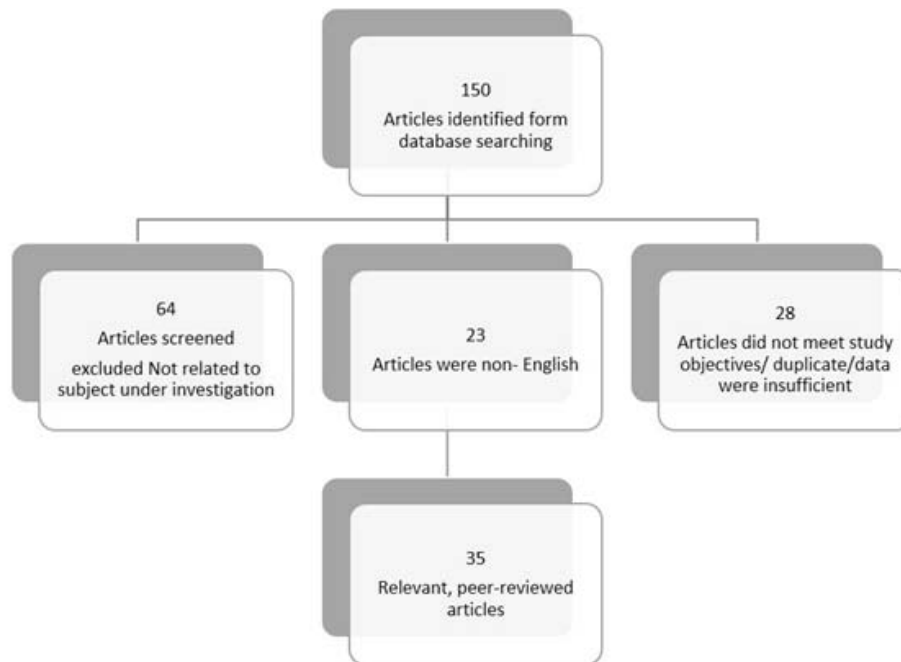 150
Articles identified form
database searching
64
Articles screened
excluded Not related to
subject under investigation
23
Articles were non- English
28
Articles did not meet study
objectives/ duplicate/data
were insufficient
35
Relevant, peer-reviewed
articles